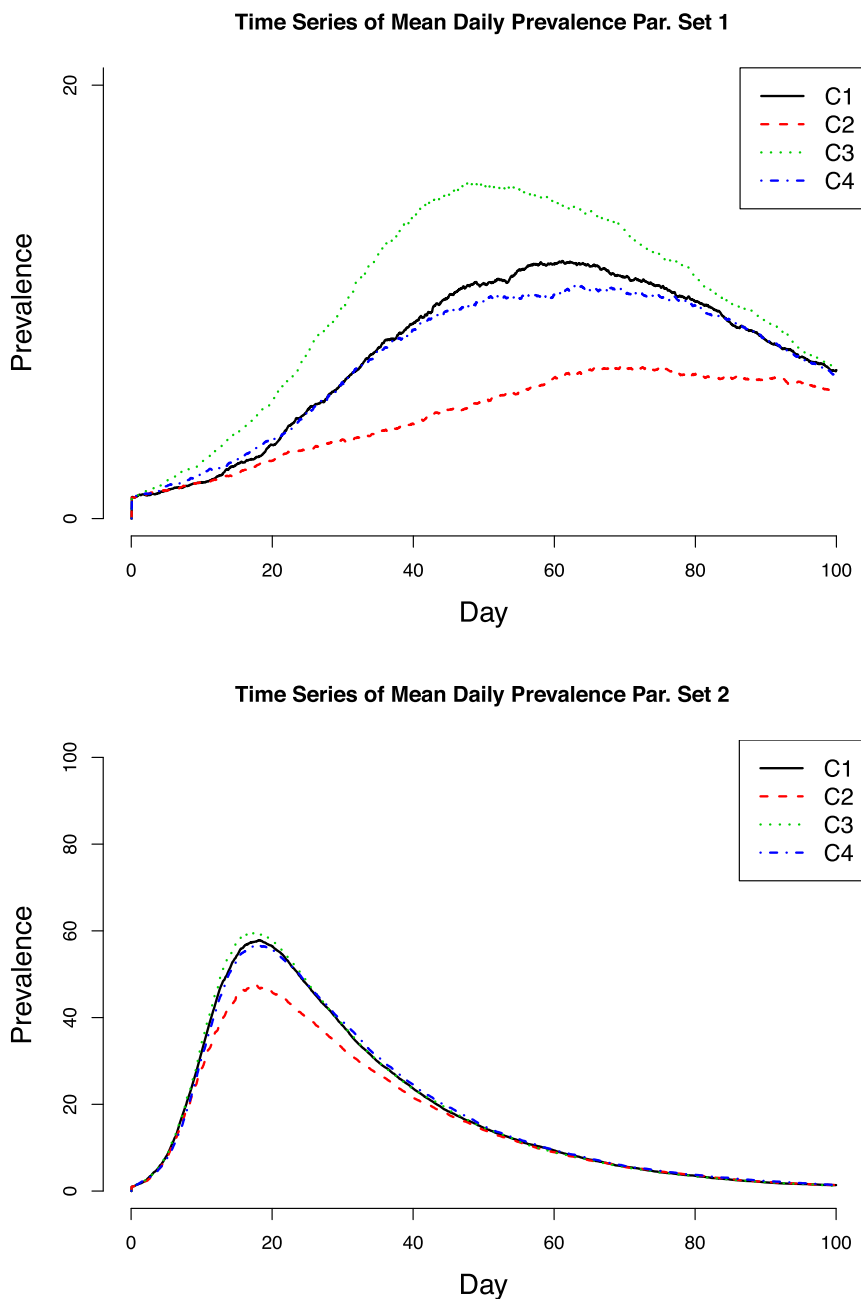 Time Series of Mean Daily Prevalence Par. Set 1
20
C1
C2
C3
C4
Prevalence
0
0 20 40 60 80 100
Day
Time Series of Mean Daily Prevalence Par. Set 2
100
C1
C2
C3
C4
80
60
Prevalence
40
20
0
0 20 40 60 80 100
Day